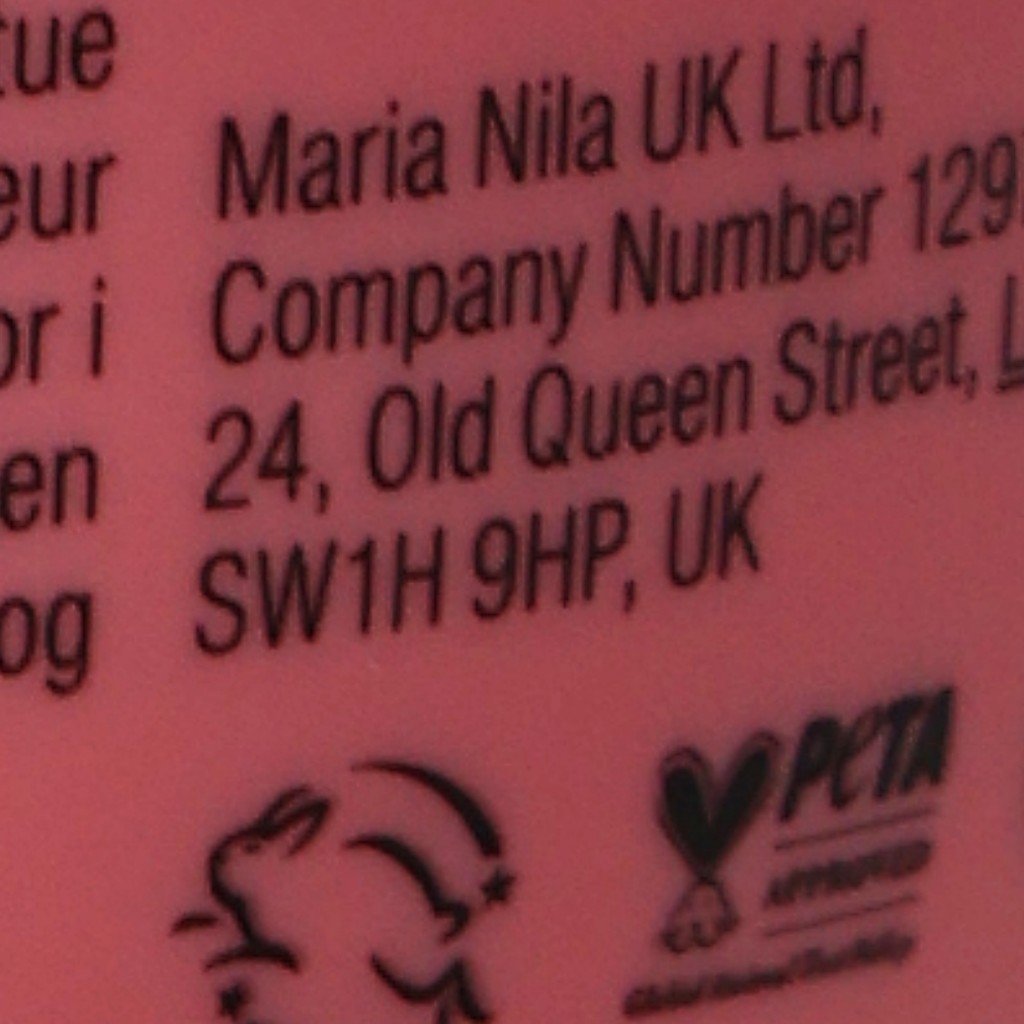 tue
eur
or i
en
og
Maria Nila UK Ltd,
Company Number 129
24, Old Queen Street, L
SW1H 9HP, UK
PETA
APPROVED